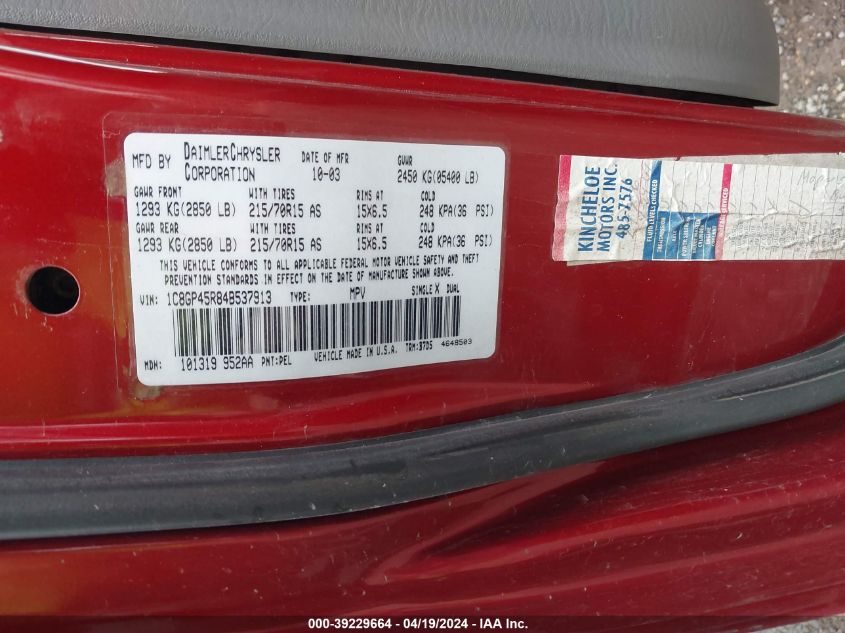 MFD BY DAIMLERCHRYSLER CORPORATION DATE OF MFR 10-03 GVWR 2450 KG(05400 LB)
GAWR FRONT WITH TIRES RIMS AT COLD
1293 KG(2850 LB) 215/70R15 AS 15X6.5 248 KPA(36 PSI)
GAWR REAR WITH TIRES RIMS AT COLD
1293 KG(2850 LB) 215/70R15 AS 15X6.5 248 KPA(36 PSI)
THIS VEHICLE CONFORMS TO ALL APPLICABLE FEDERAL MOTOR VEHICLE SAFETY AND THEFT
PREVENTION STANDARDS IN EFFECT ON THE DATE OF MANUFACTURE SHOWN ABOVE.
VIN: 1C8GP45R84B537913 TYPE: MPV SINGLE X DUAL
MDH: 101319 952AA PNT:PEL VEHICLE MADE IN U.S.A. TRM:B7D5 4648503
KINCHELOE
MOTORS INC.
485-7576
FLUID LEVELS CHECKED
000-39229664 - 04/19/2024 - IAA Inc.